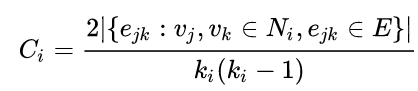 C_i = \frac{2|\{e_{jk} : v_j, v_k \in N_i, e_{jk} \in E\}|}{k_i(k_i - 1)}